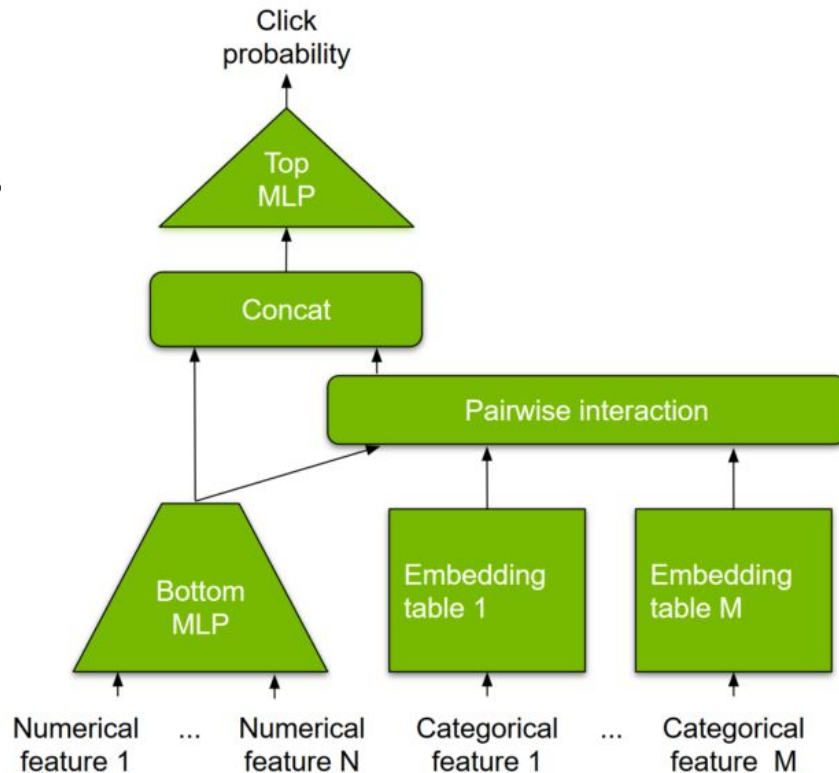 Click
probability
Top
MLP
Concat
Pairwise interaction
Bottom
MLP
Embedding
table 1
Embedding
table M
Numerical
feature 1
...
Numerical
feature N
Categorical
feature 1
...
Categorical
feature M